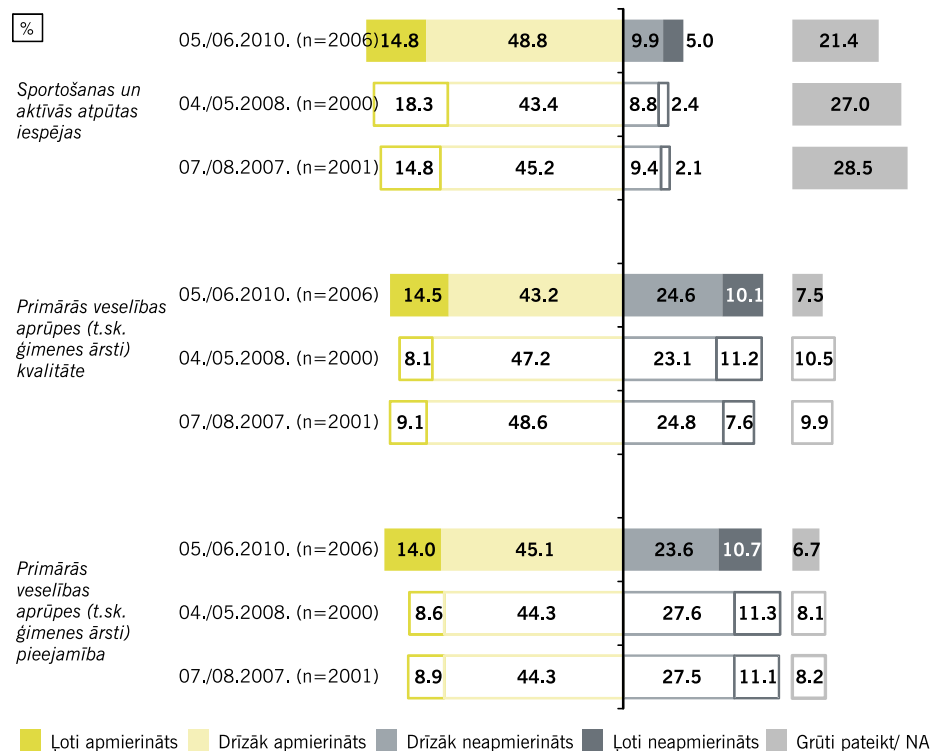 %
Sportošanas un
aktīvās atpūtas
iespējas
05./06.2010. (n=2006) 14.8 48.8 9.9 5.0 21.4
04./05.2008. (n=2000) 18.3 43.4 8.8 2.4 27.0
07./08.2007. (n=2001) 14.8 45.2 9.4 2.1 28.5
Primārās veselības
aprūpes (t.sk.
ģimenes ārsti)
kvalitāte
05./06.2010. (n=2006) 14.5 43.2 24.6 10.1 7.5
04./05.2008. (n=2000) 8.1 47.2 23.1 11.2 10.5
07./08.2007. (n=2001) 9.1 48.6 24.8 7.6 9.9
Primārās
veselības
aprūpes (t.sk.
ģimenes ārsti)
pieejamība
05./06.2010. (n=2006) 14.0 45.1 23.6 10.7 6.7
04./05.2008. (n=2000) 8.6 44.3 27.6 11.3 8.1
07./08.2007. (n=2001) 8.9 44.3 27.5 11.1 8.2
Ļoti apmierināts Drīzāk apmierināts Drīzāk neapmierināts Ļoti neapmierināts Grūti pateikt/ NA